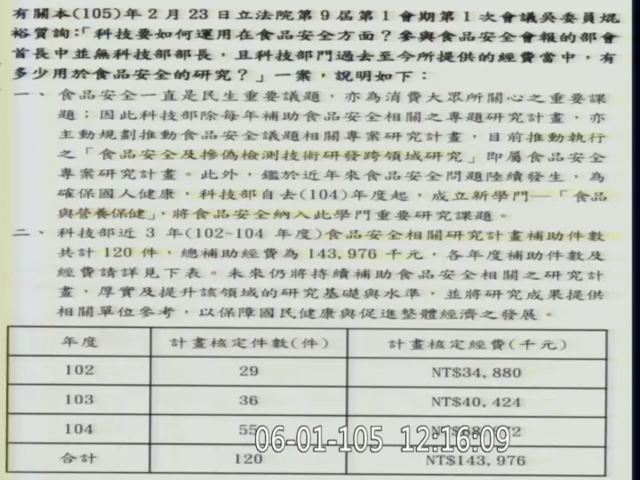 有關本(105)年2月23日立法院第9屆第1會期第1次會議吳委員焜
裕質詢:「科技要如何運用在食品安全方面?參與食品安全會報的部會
首長中並無科技部部長，且科技部門過去至今所提供的經費當中，有
多少用於食品安全的研究?」一案，說明如下：
一、食品安全一直是民生重要議題，亦為消費大眾所關心之重要課
題；因此科技部除每年補助食品安全相關之專題研究計畫，亦
主動規劃推動食品安全議題相關專案研究計畫，目前推動執行
之「食品安全及摻偽檢測技術研發跨領域研究」即屬食品安全
專案研究計畫。此外，鑑於近年來食品安全問題陸續發生，為
確保國人健康，科技部自去(104)年度起，成立新學門—「食品
與營養保健」，將食品安全納入此學門重要研究課題。
二、科技部近3年(102~104年度)食品安全相關研究計畫補助件數
共計120件，總補助經費為143,976千元，各年度補助件數及
經費請詳見下表。未來仍將持續補助食品安全相關之研究計
畫，厚實及提升該領域的研究基礎與水準，並將研究成果提供
相關單位參考，以保障國民健康與促進整體經濟之發展。
年度 計畫核定件數(件) 計畫核定經費(千元)
102 29 NT$34,880
103 36 NT$40,424
104 55
06-01-105 12:16:09
合計 120 NT$143,976